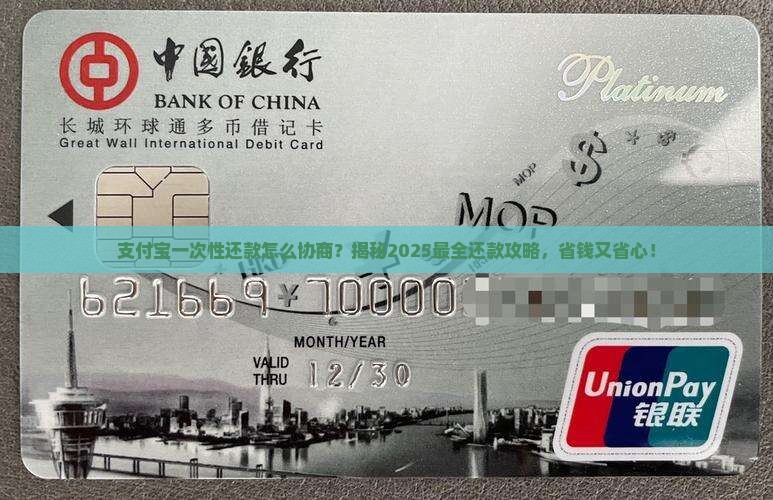 中国銀行
BANK OF CHINA
Platinum
长城环球通多币借记卡
Great Wall International Debit Card
$
¥
MOP
MOP
支付宝一次性还款怎么协商？揭秘2025最全还款攻略，省钱又省心！
HKD
621669 ¥
MONTH/YEAR
VALID
THRU
12/30
UnionPay
银联